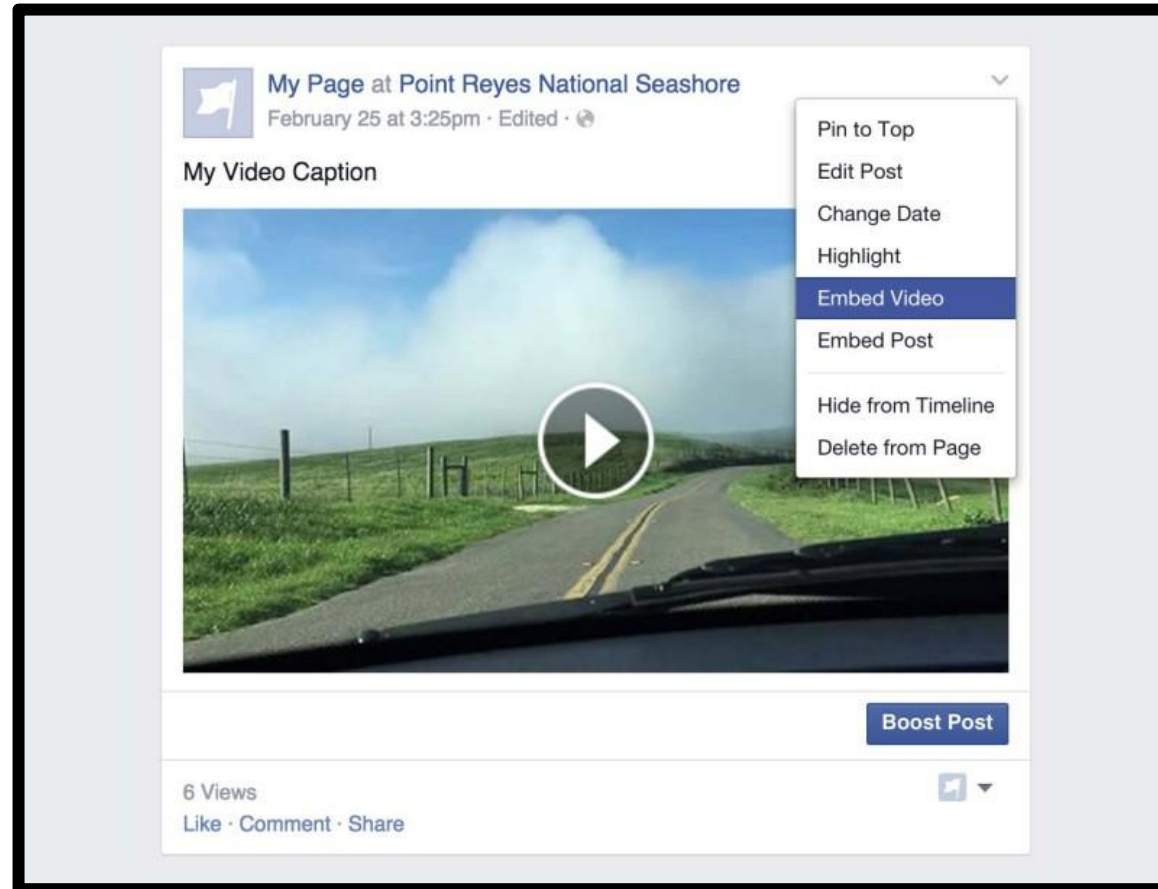 My Page at Point Reyes National Seashore
February 25 at 3:25pm · Edited ·
My Video Caption
Pin to Top
Edit Post
Change Date
Highlight
Embed Video
Embed Post
Hide from Timeline
Delete from Page
Boost Post
6 Views
Like · Comment · Share